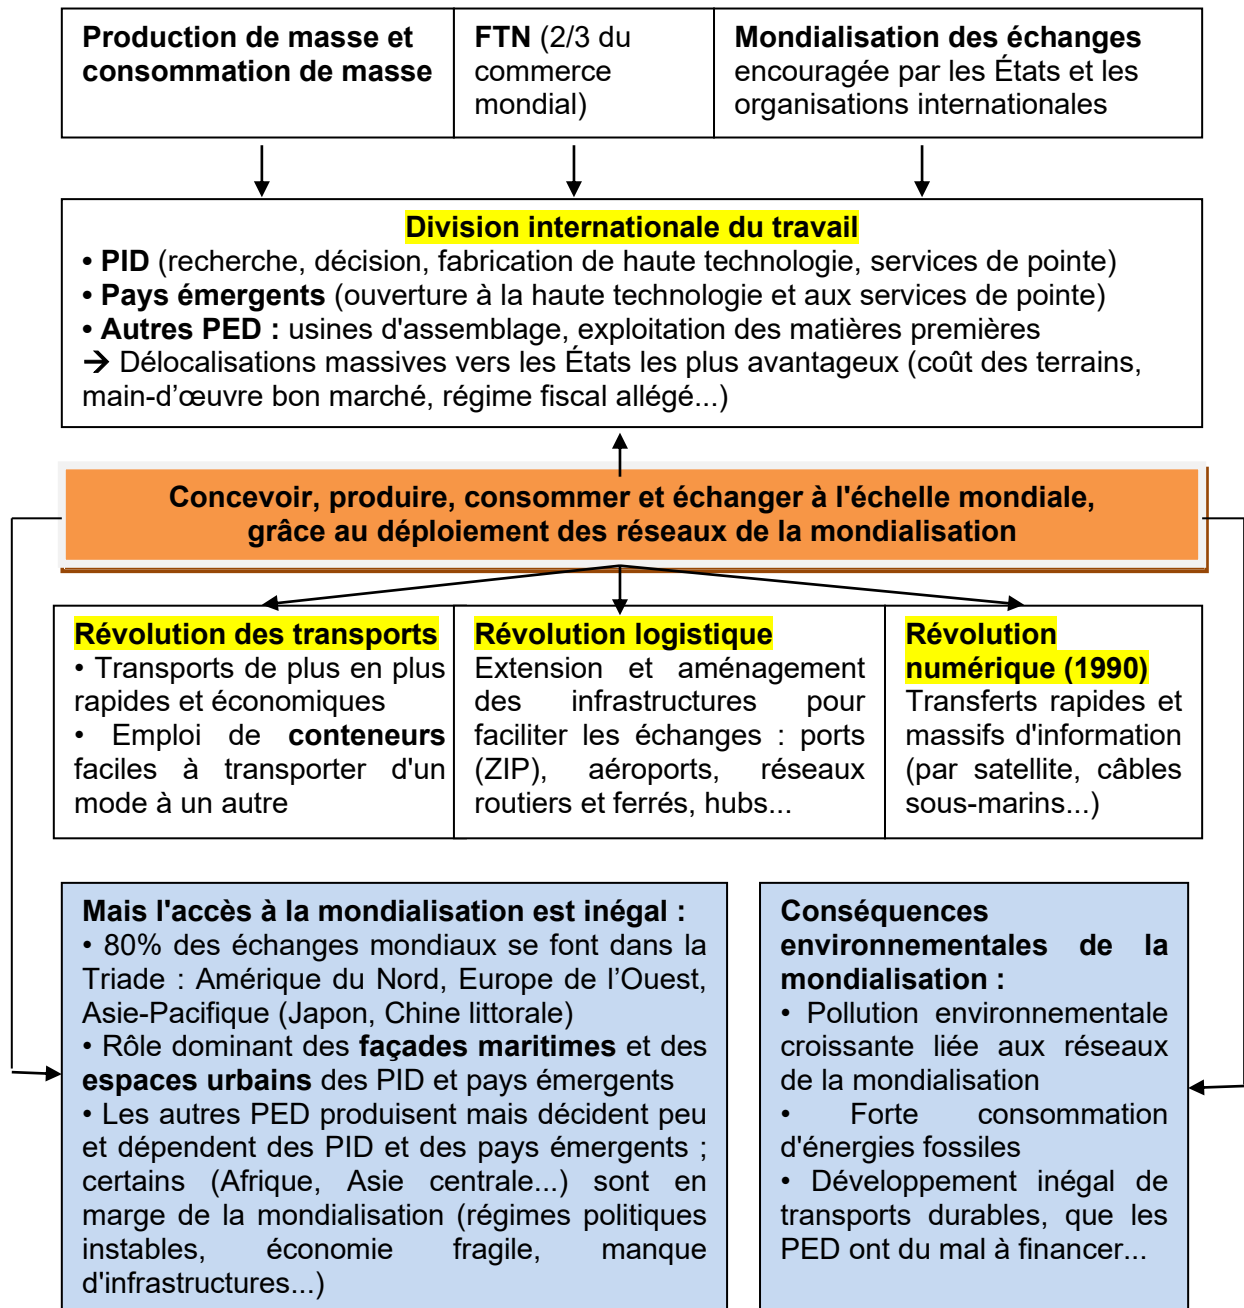 Production de masse et
consommation de masse
FTN (2/3 du
commerce
mondial)
Mondialisation des échanges
encouragée par les États et les
organisations internationales
Division internationale du travail
• PID (recherche, décision, fabrication de haute technologie, services de pointe)
• Pays émergents (ouverture à la haute technologie et aux services de pointe)
• Autres PED : usines d'assemblage, exploitation des matières premières
→ Délocalisations massives vers les États les plus avantageux (coût des terrains,
main-d’œuvre bon marché, régime fiscal allégé...)
Concevoir, produire, consommer et échanger à l'échelle mondiale,
grâce au déploiement des réseaux de la mondialisation
Révolution des transports
• Transports de plus en plus
rapides et économiques
• Emploi de conteneurs
faciles à transporter d'un
mode à un autre
Révolution logistique
Extension et aménagement
des infrastructures pour
faciliter les échanges : ports
(ZIP), aéroports, réseaux
routiers et ferrés, hubs...
Révolution
numérique (1990)
Transferts rapides et
massifs d'information
(par satellite, câbles
sous-marins...)
Mais l'accès à la mondialisation est inégal :
• 80% des échanges mondiaux se font dans la
Triade : Amérique du Nord, Europe de l’Ouest,
Asie-Pacifique (Japon, Chine littorale)
• Rôle dominant des façades maritimes et des
espaces urbains des PID et pays émergents
• Les autres PED produisent mais décident peu
et dépendent des PID et des pays émergents ;
certains (Afrique, Asie centrale...) sont en
marge de la mondialisation (régimes politiques
instables, économie fragile, manque
d'infrastructures...)
Conséquences
environnementales de la
mondialisation :
• Pollution environnementale
croissante liée aux réseaux
de la mondialisation
• Forte consommation
d'énergies fossiles
• Développement inégal de
transports durables, que les
PED ont du mal à financer...